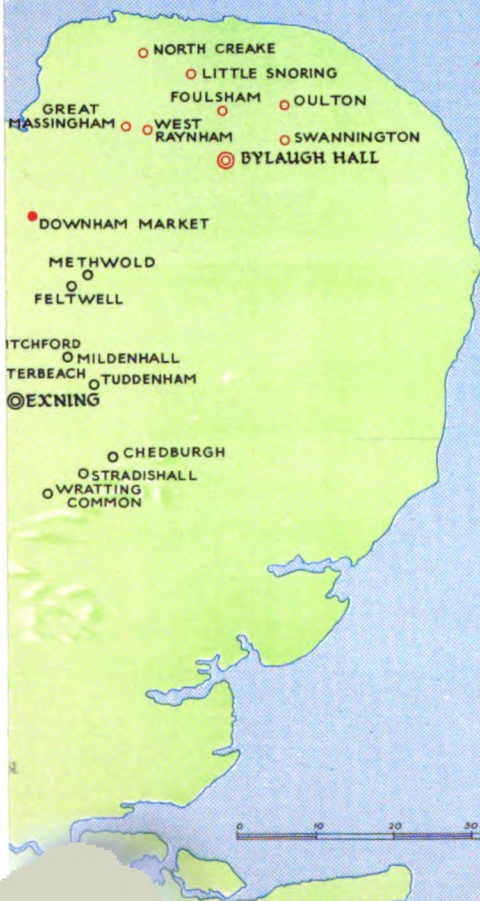 NORTH CREAKE
LITTLE SNORING
FOULSHAM
OULTON
GREAT
MASSINGHAM
WEST
RAYNHAM
SWANNINGTON
BYLAUGH HALL
DOWNHAM MARKET
METHWOLD
FELTWELL
ITCHFORD
MILDENHALL
TERBEACH
TUDDENHAM
EXNING
CHEDBURGH
STRADISHALL
WRATTING
COMMON
0 10 20 30